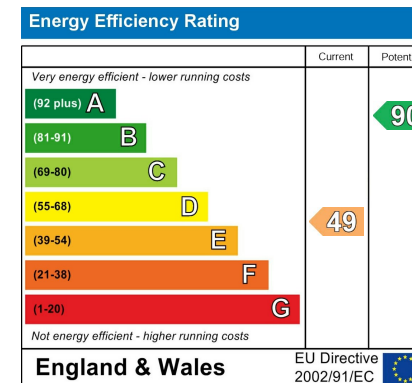 Energy Efficiency Rating
Current Potent
Very energy efficient - lower running costs
(92 plus) A
(81-91) B
(69-80) C
(55-68) D
(39-54) E
(21-38) F
(1-20) G
49
90
Not energy efficient - higher running costs
England & Wales
EU Directive
2002/91/EC